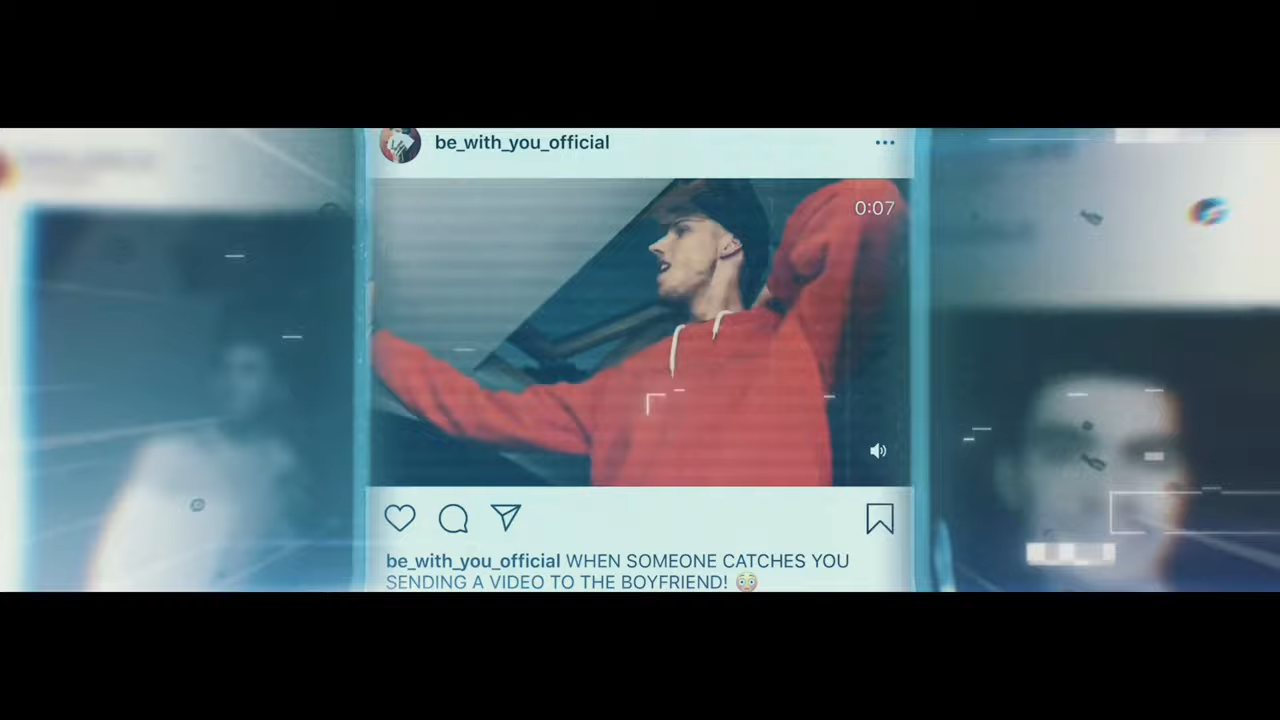 be_with_you_official
0:07
be_with_you_official WHEN SOMEONE CATCHES YOU
SENDING A VIDEO TO THE BOYFRIEND! 😳